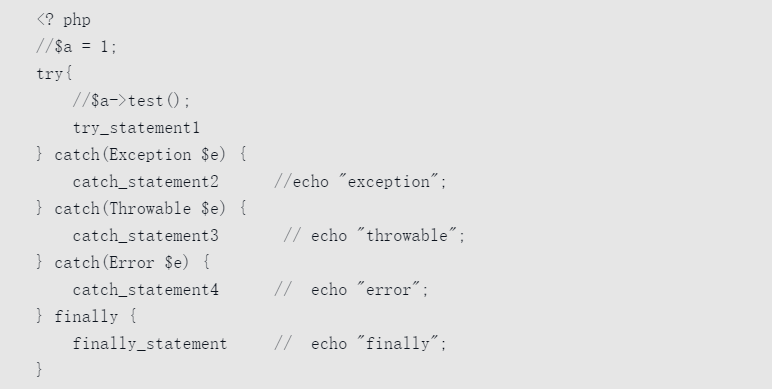 <? php
//$a = 1;
try{
    //$a->test();
    try_statement1
} catch(Exception $e) {
    catch_statement2      //echo "exception";
} catch(Throwable $e) {
    catch_statement3       // echo "throwable";
} catch(Error $e) {
    catch_statement4      //  echo "error";
} finally {
    finally_statement     //  echo "finally";
}